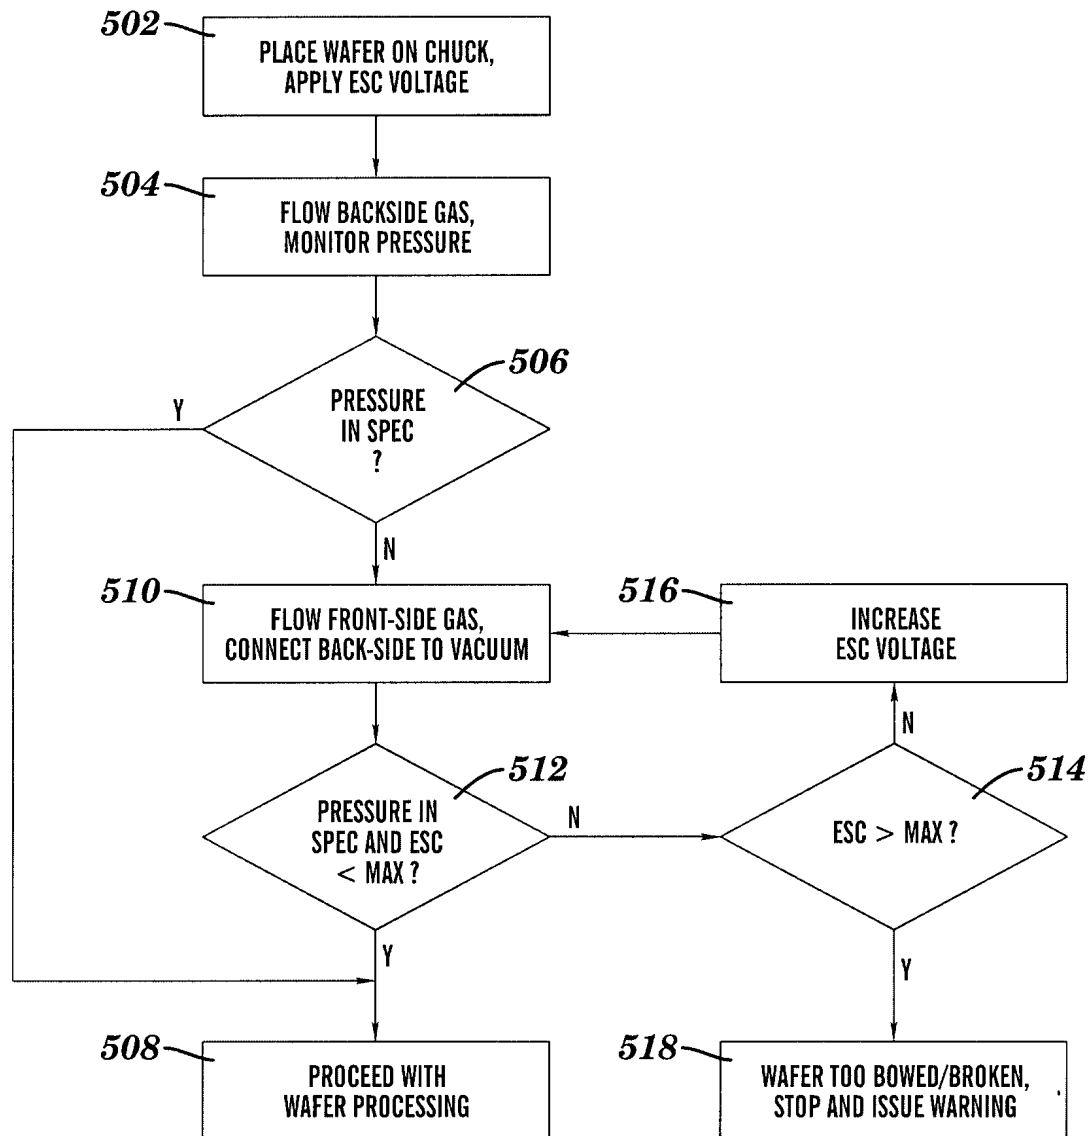 502
PLACE WAFER ON CHUCK,
APPLY ESC VOLTAGE
504
FLOW BACKSIDE GAS,
MONITOR PRESSURE
506
PRESSURE
IN SPEC
?
Y
N
510
FLOW FRONT-SIDE GAS,
CONNECT BACK-SIDE TO VACUUM
516
INCREASE
ESC VOLTAGE
N
512
PRESSURE IN
SPEC AND ESC
< MAX ?
N
514
ESC > MAX ?
Y
Y
508
PROCEED WITH
WAFER PROCESSING
518
WAFER TOO BOWED/BROKEN,
STOP AND ISSUE WARNING